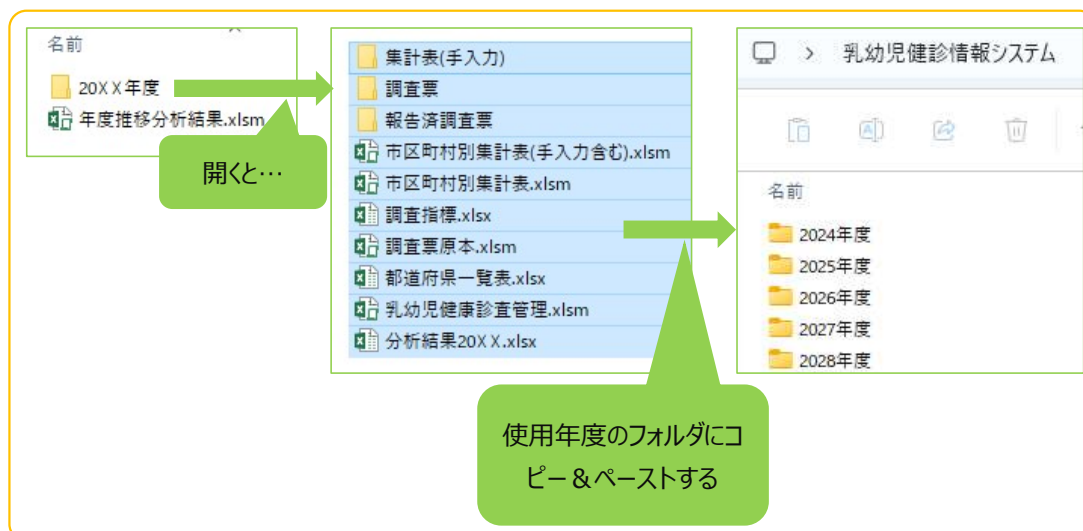 名前
20XX年度
年度推移分析結果.xlsm
開くと…
集計表(手入力)
調査票
報告済調査票
市区町村別集計表(手入力含む).xlsm
市区町村別集計表.xlsm
調査指標.xlsx
調査票原本.xlsm
都道府県一覧表.xlsx
乳幼児健康診査管理.xlsm
分析結果20XX.xlsx
使用年度のフォルダにコ
ピー＆ペーストする
乳幼児健診情報システム
名前
2024年度
2025年度
2026年度
2027年度
2028年度